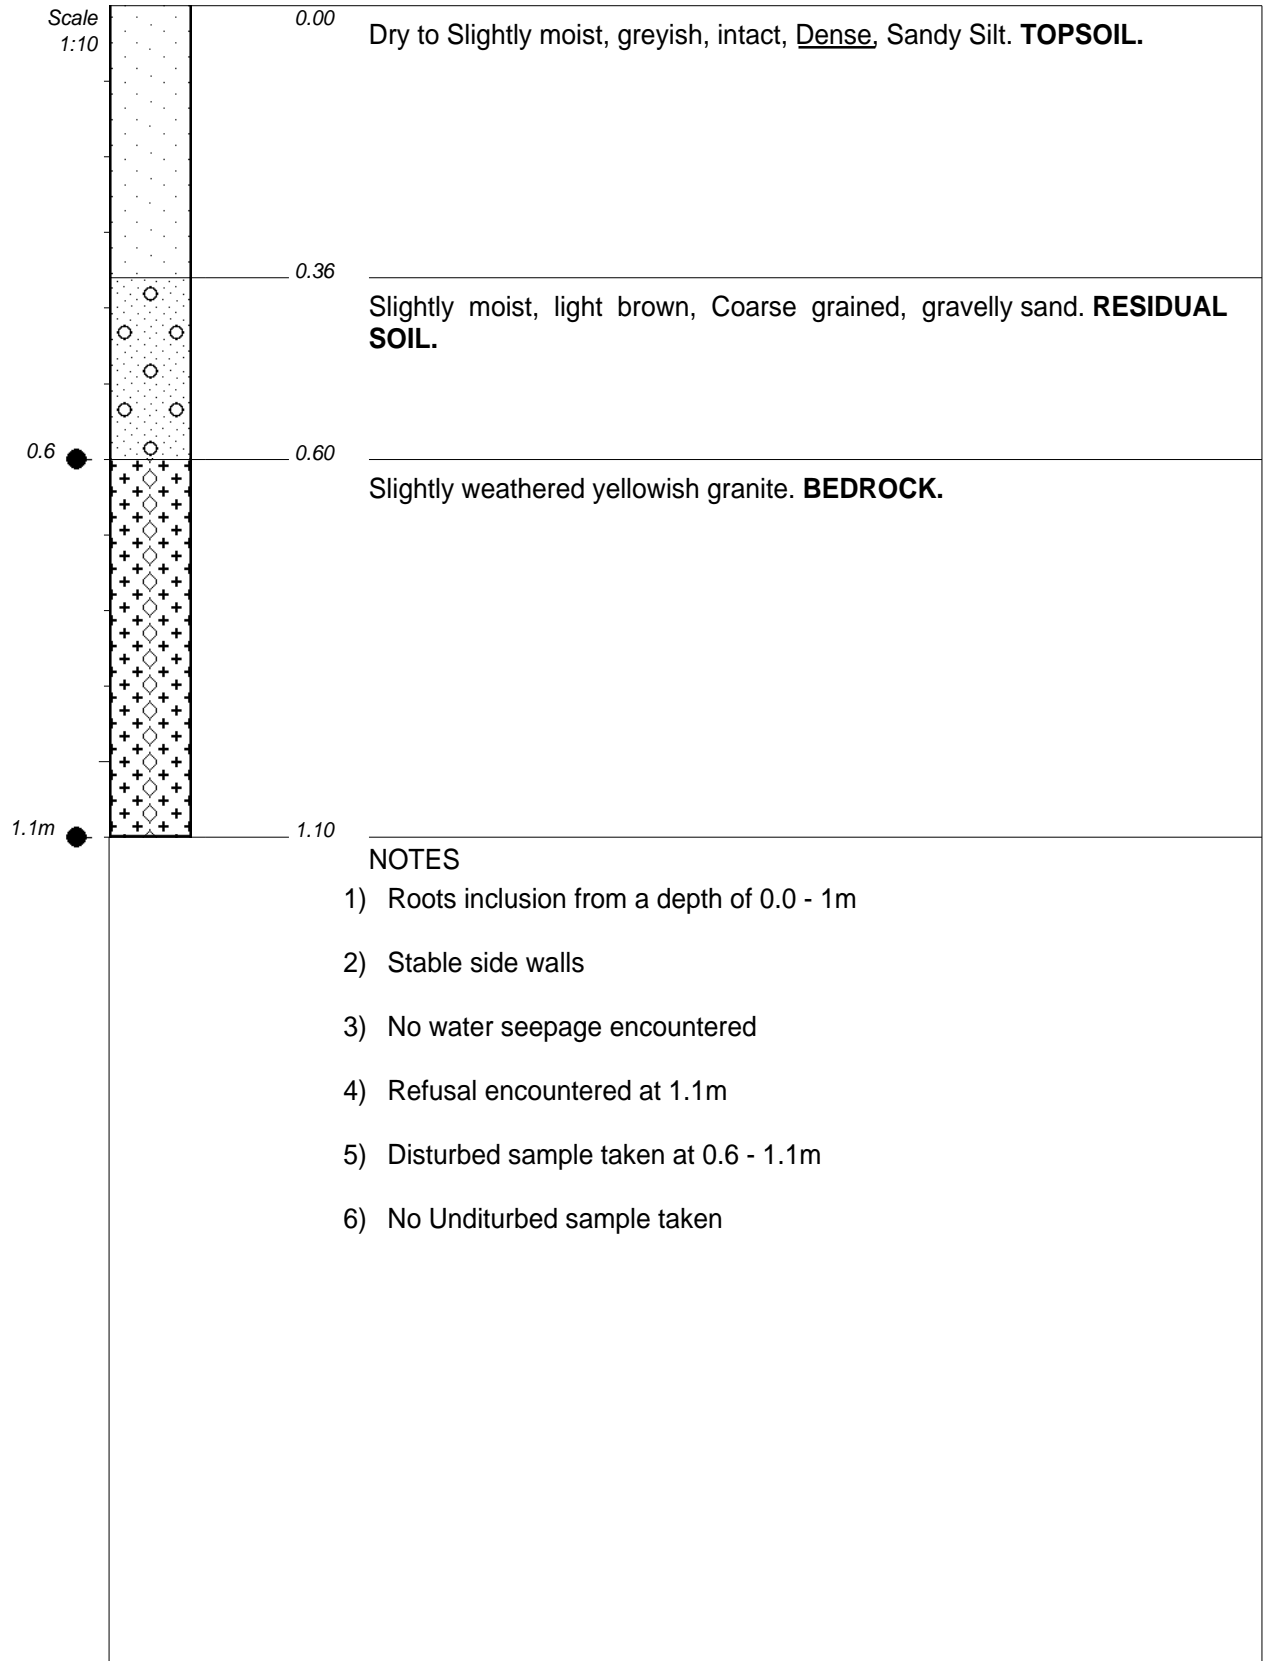 Scale
1:10
0.00
Dry to Slightly moist, greyish, intact, Dense, Sandy Silt. TOPSOIL.
0.36
Slightly moist, light brown, Coarse grained, gravelly sand. RESIDUAL
SOIL.
0.6
0.60
Slightly weathered yellowish granite. BEDROCK.
1.1m
1.10
NOTES
1) Roots inclusion from a depth of 0.0 - 1m
2) Stable side walls
3) No water seepage encountered
4) Refusal encountered at 1.1m
5) Disturbed sample taken at 0.6 - 1.1m
6) No Unditurbed sample taken